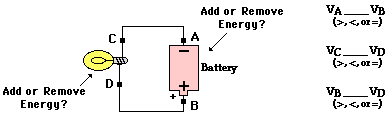 Add or Remove
Energy?
C
A
−
Battery
+
+
D
B
Add or Remove
Energy?
VA____VB
(>,<,or=)
VC____VD
(>,<,or=)
VB____VD
(>,<,or=)